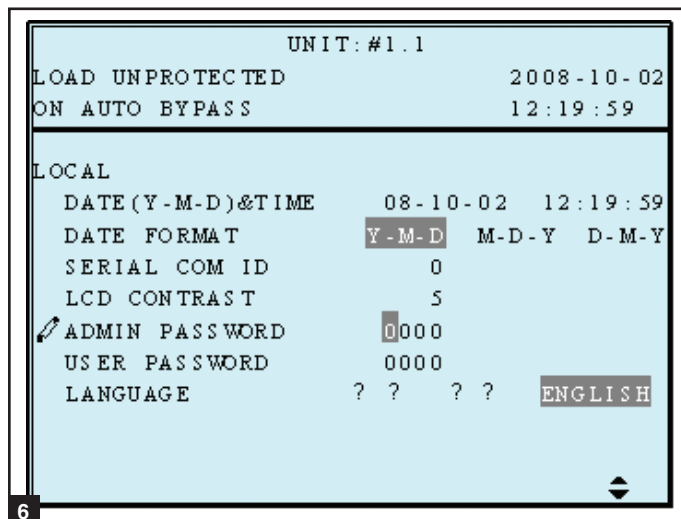 UNIT:#1.1
LOAD UNPROTECTED 2008-10-02
ON AUTO BYPASS 12:19:59
LOCAL
DATE(Y-M-D)&TIME 08-10-02 12:19:59
DATE FORMAT Y-M-D M-D-Y D-M-Y
SERIAL COM ID 0
LCD CONTRAST 5
ADMIN PASSWORD 0000
USER PASSWORD 0000
LANGUAGE ? ? ? ? ENGLISH
6